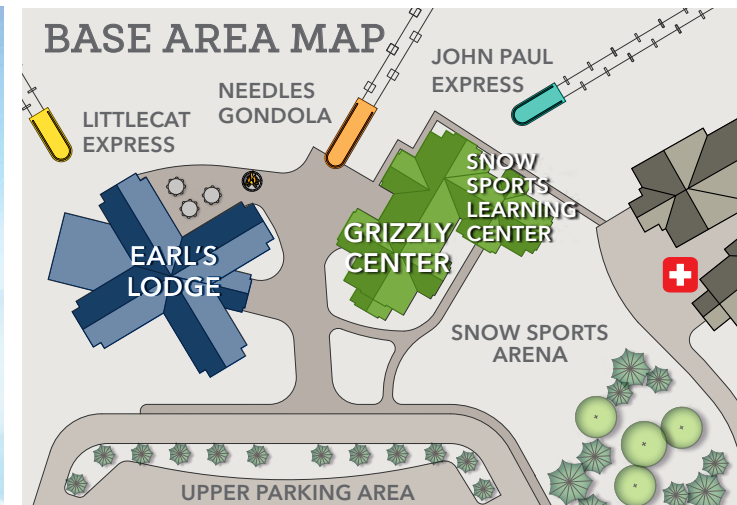 BASE AREA MAP
LITTLECAT
EXPRESS
NEEDLES
GONDOLA
JOHN PAUL
EXPRESS
SNOW
SPORTS
LEARNING
CENTER
GRIZZLY
CENTER
EARL'S
LODGE
SNOW SPORTS
ARENA
UPPER PARKING AREA